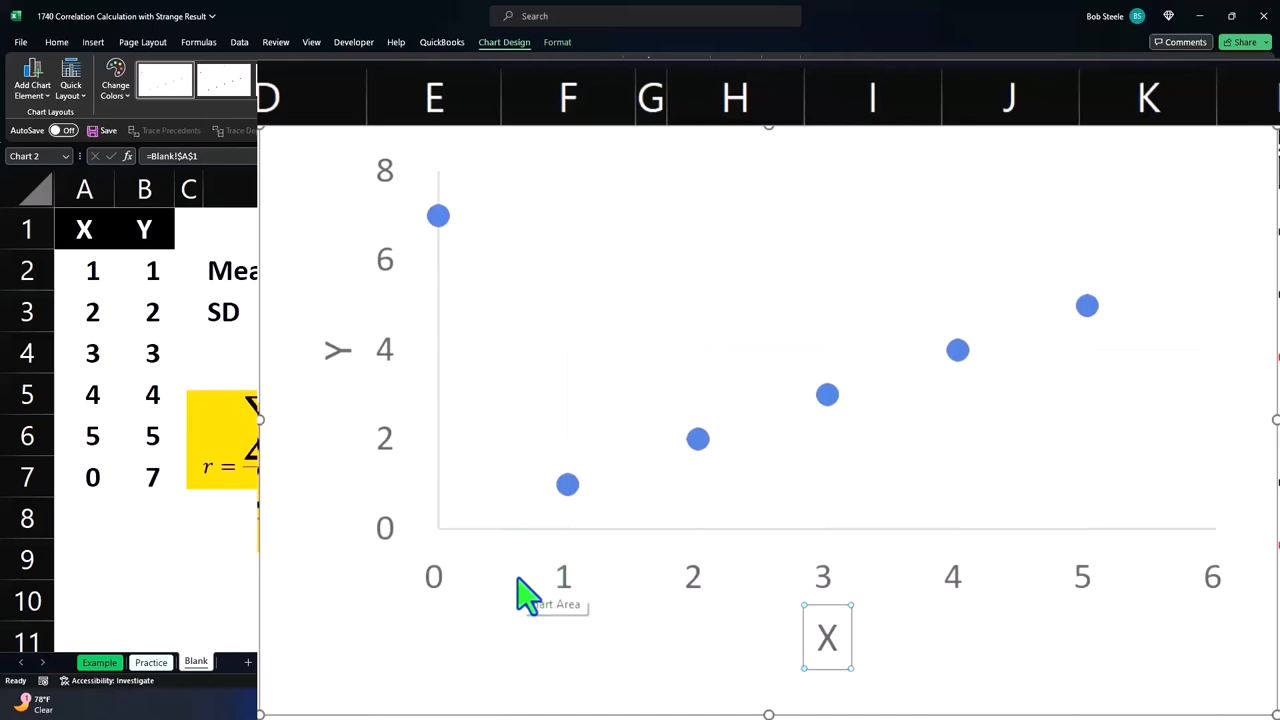 1740 Correlation Calculation with Strange Result
Search
Bob Steele BS
File Home Insert Page Layout Formulas Data Review View Developer Help QuickBooks Chart Design Format
Comments Share
Add Chart Element
Quick Layout
Change Colors
Chart Layouts
AutoSave Off Save Trace Precedents
Chart 2 fx =Blank!$A$1
A B C D E F G H I J K
1 X Y
2 1 1 Mea
3 2 2 SD
4 3 3
5 4 4
6 5 5
7 0 7 r =
8
9
10
11
8
6
4
2
0
Y
0 1 2 3 4 5 6
art Area
X
Example Practice Blank +
Ready Accessibility: Investigate
1 78°F
Clear